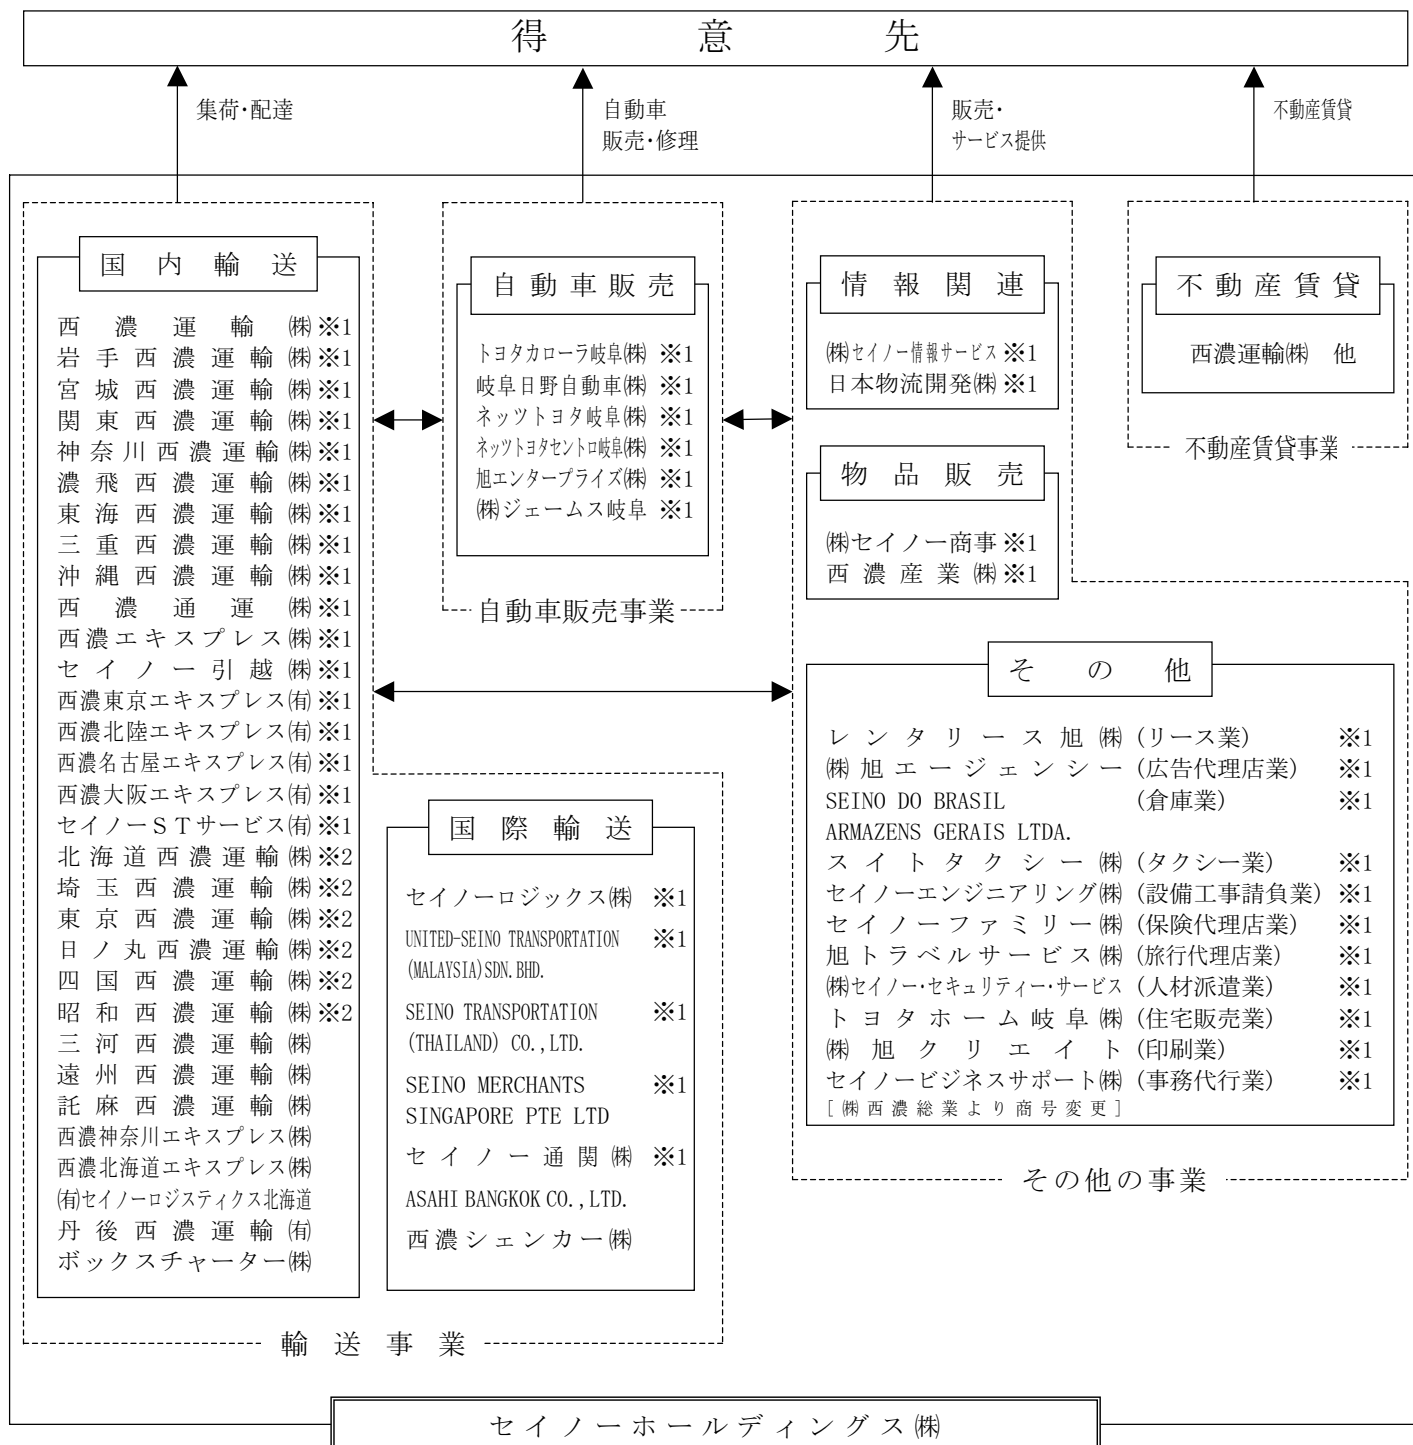 得意先
集荷・配達
自動車
販売・修理
販売・
サービス提供
不動産賃貸
国内輸送
西濃運輸㈱※1
岩手西濃運輸㈱※1
宮城西濃運輸㈱※1
関東西濃運輸㈱※1
神奈川西濃運輸㈱※1
濃飛西濃運輸㈱※1
東海西濃運輸㈱※1
三重西濃運輸㈱※1
沖縄西濃運輸㈱※1
西濃通運㈱※1
西濃エキスプレス㈱※1
セイノー引越㈱※1
西濃東京エキスプレス㈲※1
西濃北陸エキスプレス㈲※1
西濃名古屋エキスプレス㈲※1
西濃大阪エキスプレス㈲※1
セイノーSTサービス㈲※1
北海道西濃運輸㈱※2
埼玉西濃運輸㈱※2
東京西濃運輸㈱※2
日ノ丸西濃運輸㈱※2
四国西濃運輸㈱※2
昭和西濃運輸㈱※2
三河西濃運輸㈱
遠州西濃運輸㈱
託麻西濃運輸㈱
西濃神奈川エキスプレス㈱
西濃北海道エキスプレス㈱
㈲セイノーロジスティクス北海道
丹後西濃運輸㈲
ボックスチャーター㈱
国際輸送
セイノーロジックス㈱ ※1
UNITED-SEINO TRANSPORTATION ※1
(MALAYSIA)SDN.BHD.
SEINO TRANSPORTATION ※1
(THAILAND) CO.,LTD.
SEINO MERCHANTS ※1
SINGAPORE PTE LTD
セイノー通関㈱ ※1
ASAHI BANGKOK CO.,LTD.
西濃シェンカー㈱
輸送事業
自動車販売
トヨタカローラ岐阜㈱ ※1
岐阜日野自動車㈱ ※1
ネッツトヨタ岐阜㈱ ※1
ネッツトヨタセントロ岐阜㈱ ※1
旭エンタープライズ㈱ ※1
㈱ジェームス岐阜 ※1
自動車販売事業
情報関連
㈱セイノー情報サービス ※1
日本物流開発㈱ ※1
物品販売
㈱セイノー商事※1
西濃産業㈱※1
その他
レンタリース旭㈱ (リース業) ※1
㈱旭エージェンシー (広告代理店業) ※1
SEINO DO BRASIL (倉庫業) ※1
ARMAZENS GERAIS LTDA.
スイトタクシー㈱ (タクシー業) ※1
セイノーエンジニアリング㈱ (設備工事請負業) ※1
セイノーファミリー㈱ (保険代理店業) ※1
旭トラベルサービス㈱ (旅行代理店業) ※1
㈱セイノー・セキュリティー・サービス (人材派遣業) ※1
トヨタホーム岐阜㈱ (住宅販売業) ※1
㈱旭クリエイト (印刷業) ※1
セイノービジネスサポート㈱ (事務代行業) ※1
[㈱西濃総業より商号変更]
その他の事業
不動産賃貸
西濃運輸㈱ 他
不動産賃貸事業
セイノーホールディングス㈱